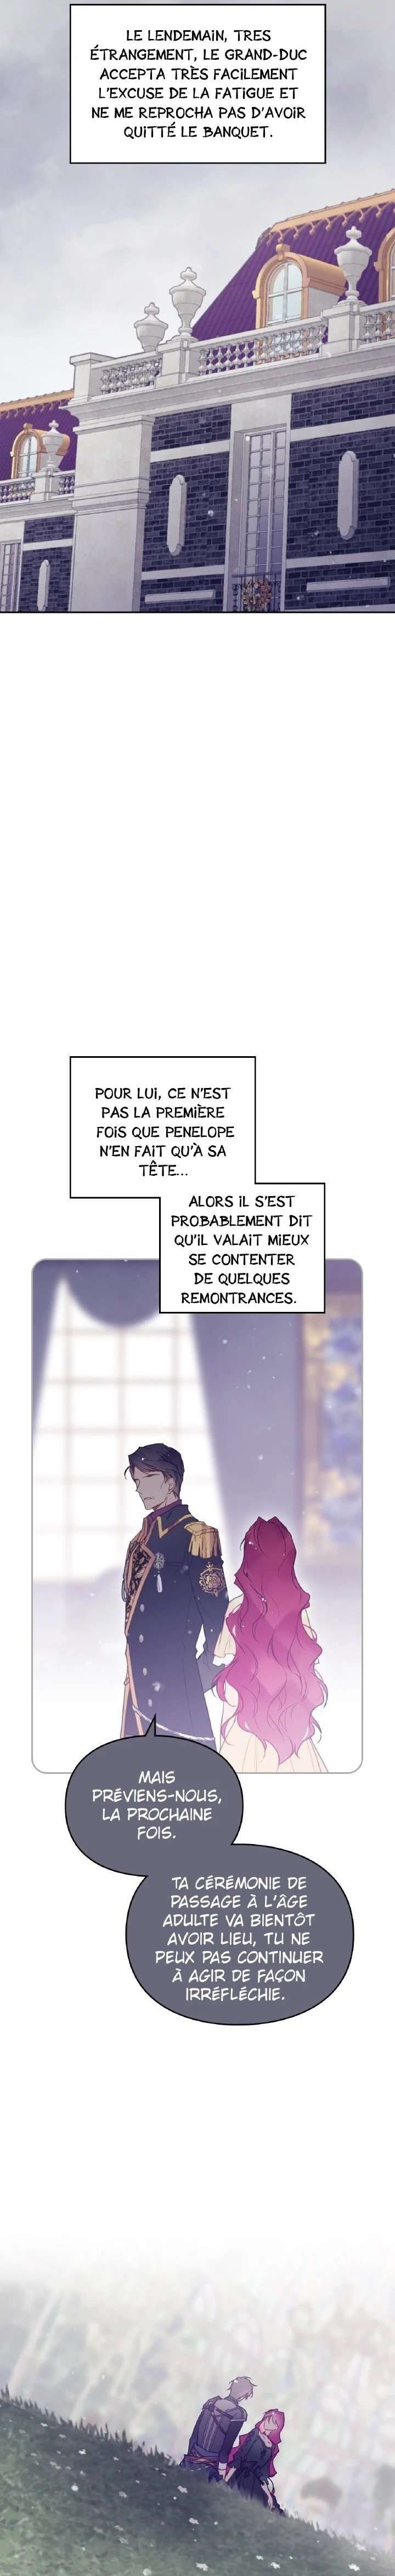 LE LENDEMAIN, TRES
ÉTRANGEMENT, LE GRAND-DUC
ACCEPTA TRÈS FACILEMENT
L'EXCUSE DE LA FATIGUE ET
NE ME REPROCHA PAS D'AVOIR
QUITTÉ LE BANQUET.
POUR LUI, CE N'EST
PAS LA PREMIÈRE
FOIS QUE PENELOPE
N'EN FAIT QU'À SA
TÊTE...
ALORS IL S'EST
PROBABLEMENT DIT
QU'IL VALAIT MIEUX
SE CONTENTER
DE QUELQUES
REMONTRANCES.
MAIS
PRÉVIENS-NOUS,
LA PROCHAINE
FOIS.
TA CÉRÉMONIE DE
PASSAGE À L'ÂGE
ADULTE VA BIENTÔT
AVOIR LIEU, TU NE
PEUX PAS CONTINUER
À AGIR DE FAÇON
IRRÉFLÉCHIE.